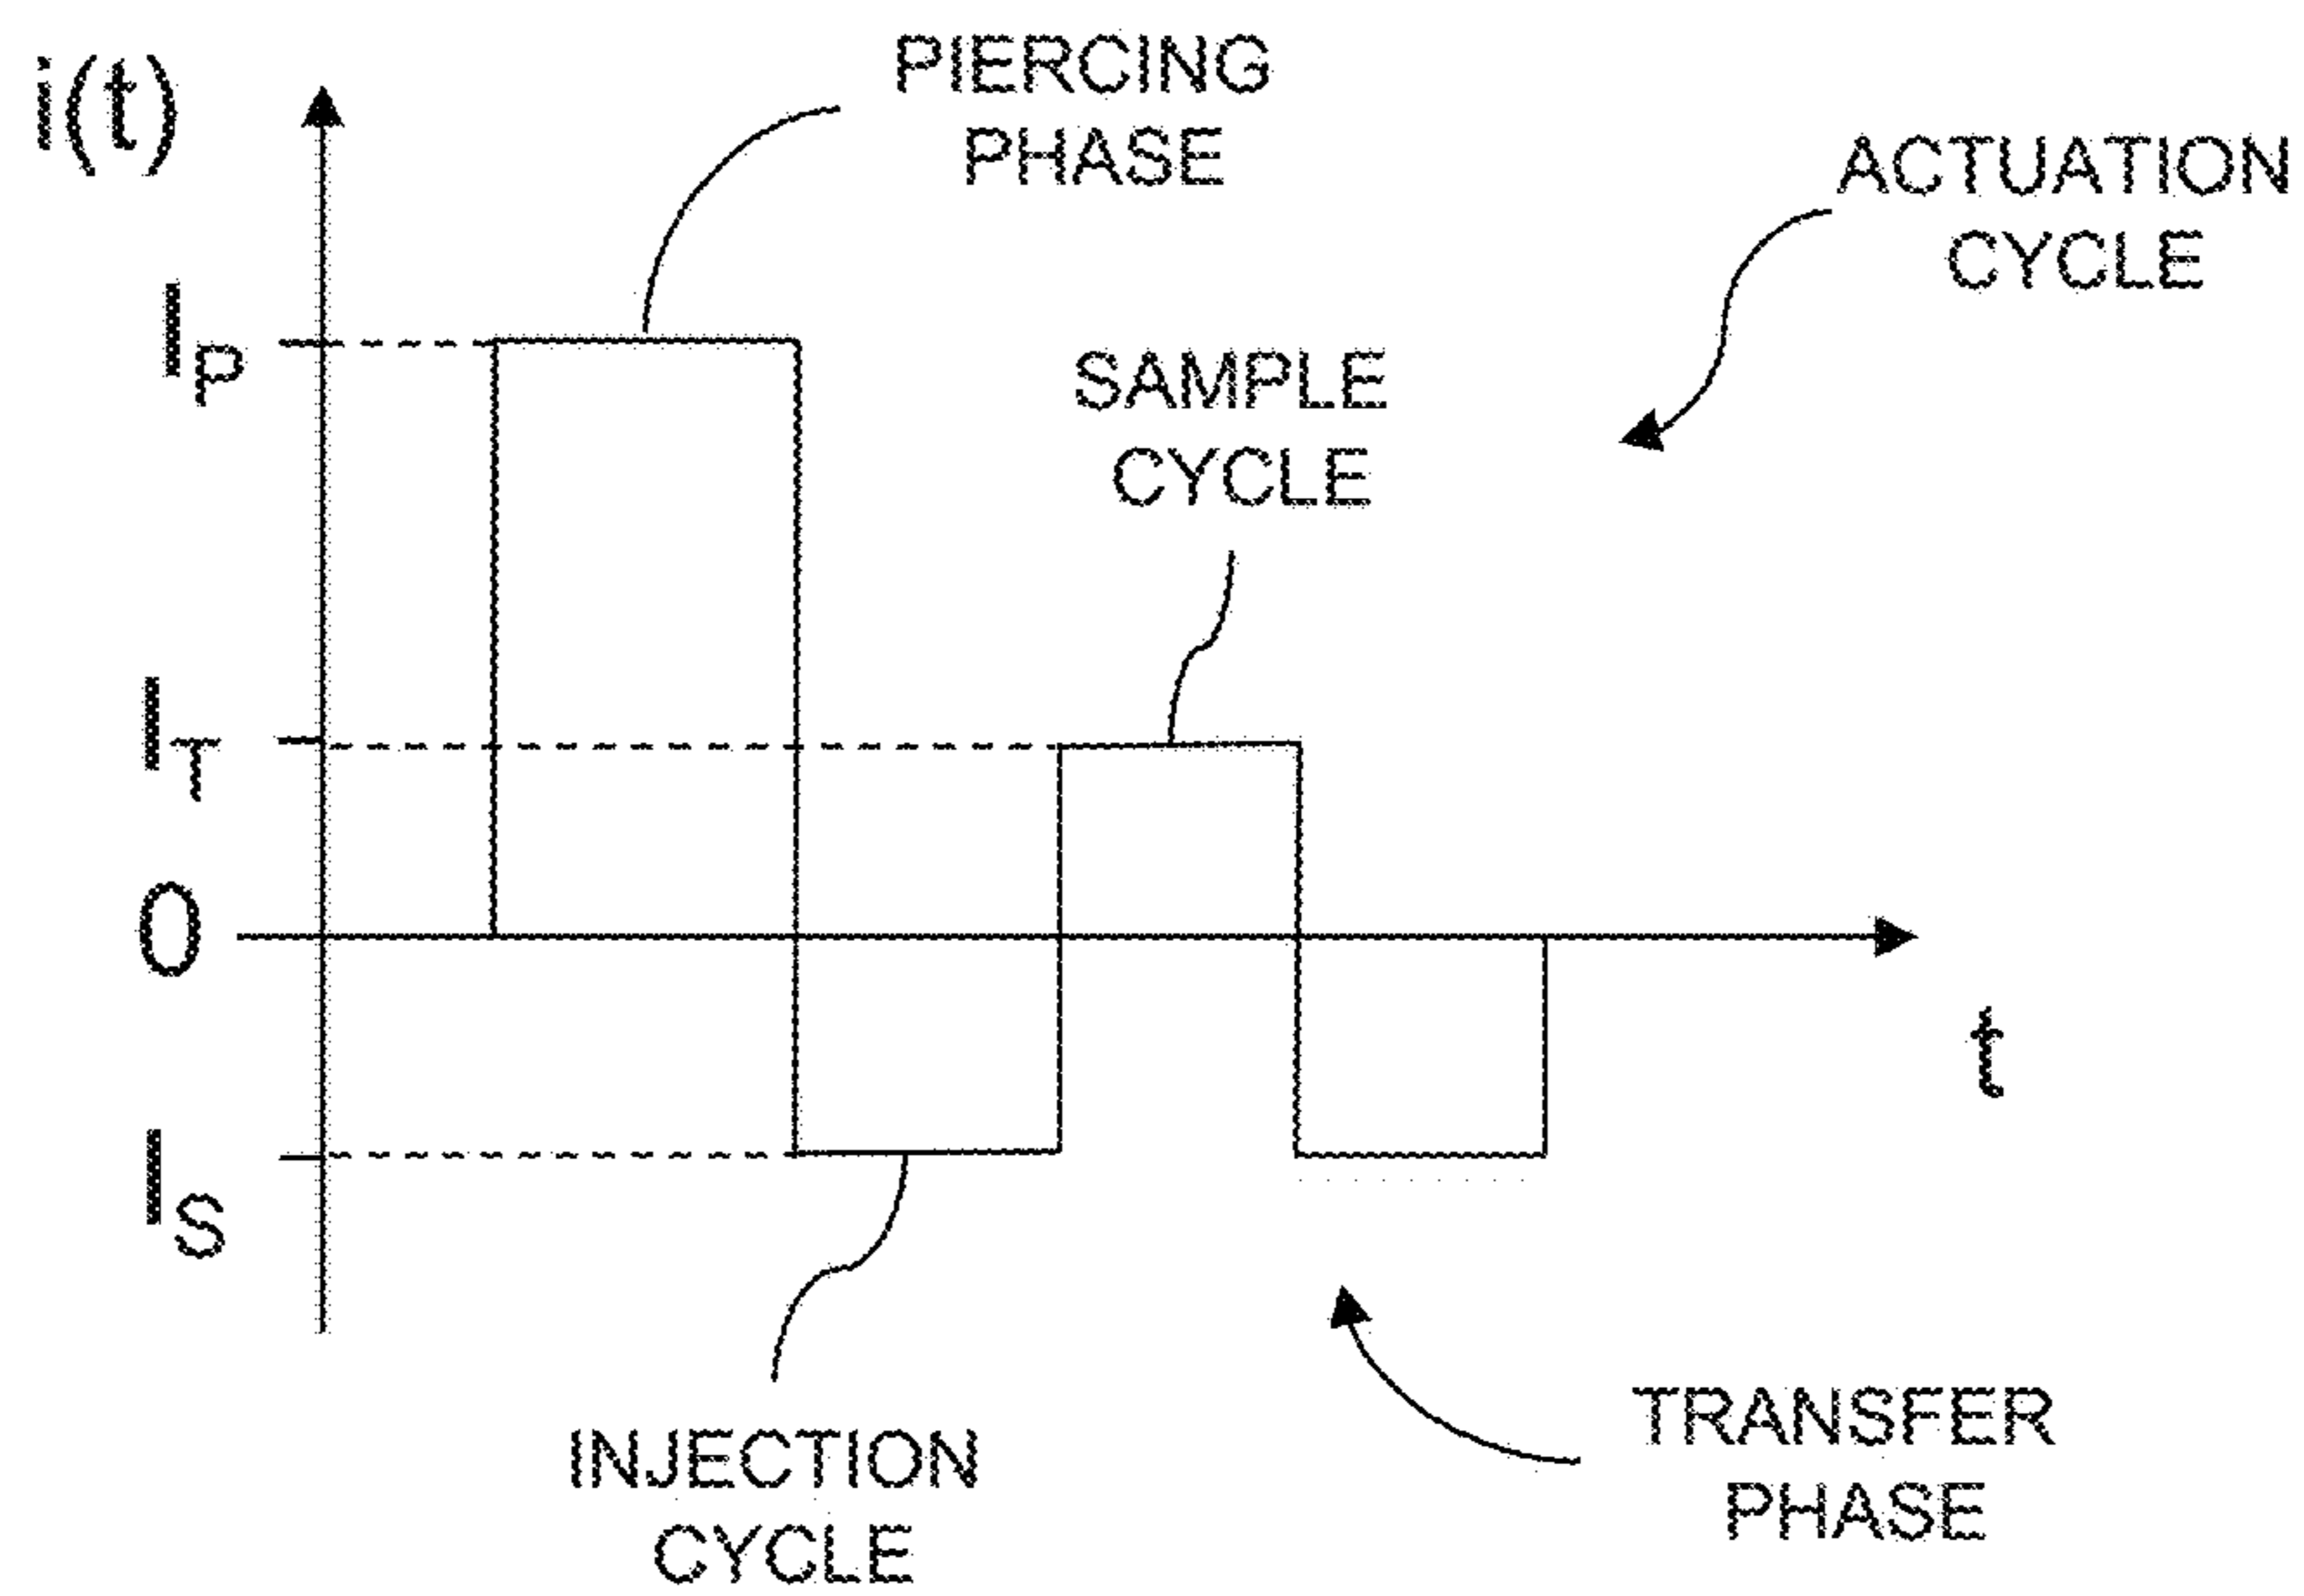 i(t)
PIERCING
PHASE
ACTUATION
CYCLE
I_P
SAMPLE
CYCLE
I_T
0
t
I_S
INJECTION
CYCLE
TRANSFER
PHASE